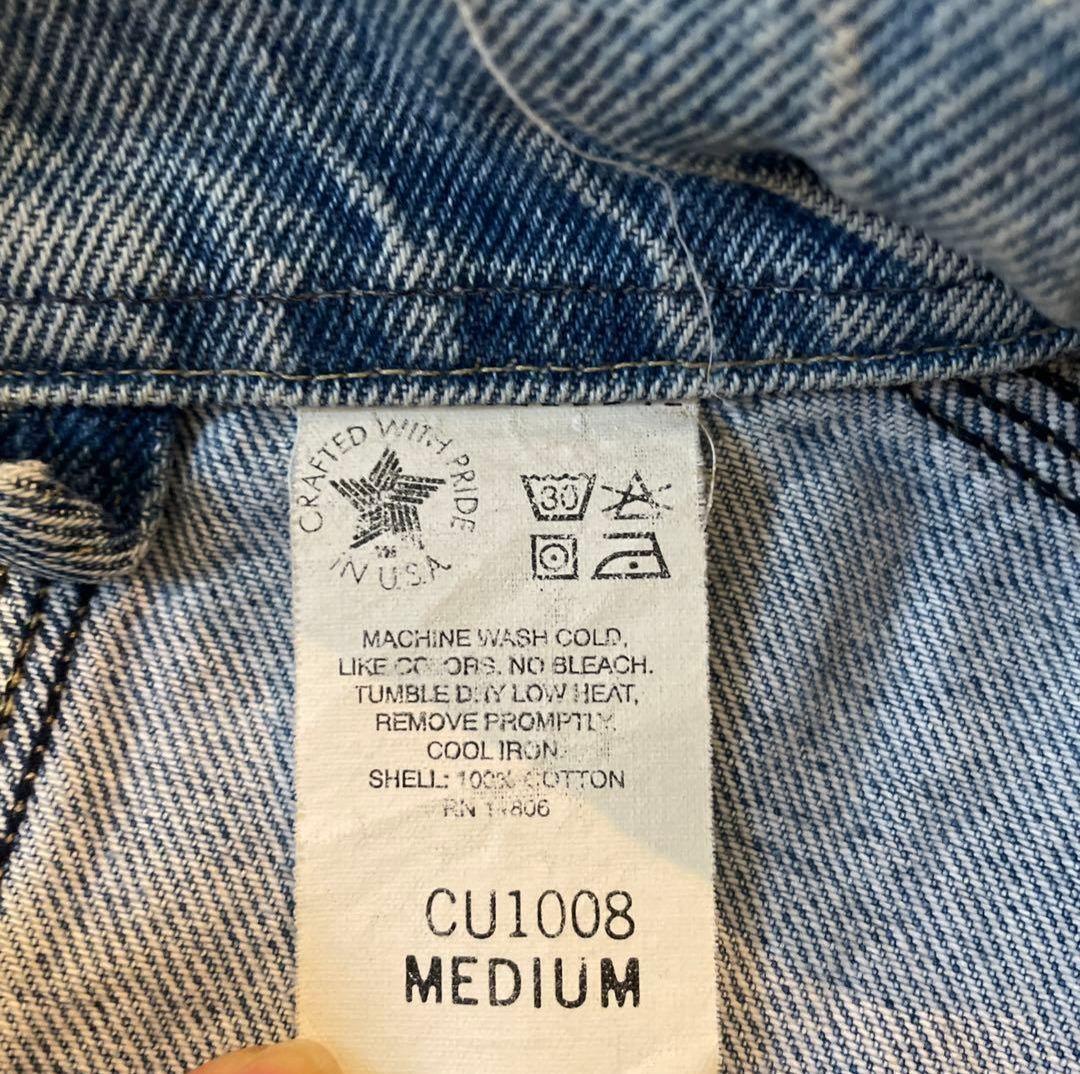 CRAFTED WITH PRIDE
IN U.S.A.
30
MACHINE WASH COLD,
LIKE COLORS. NO BLEACH.
TUMBLE DRY LOW HEAT,
REMOVE PROMPTLY.
COOL IRON.
SHELL: 100% COTTON
RN
CU1008
MEDIUM